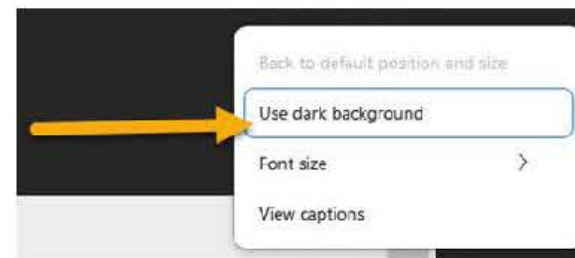 Back to default position and size
Use dark background
Font size
View captions